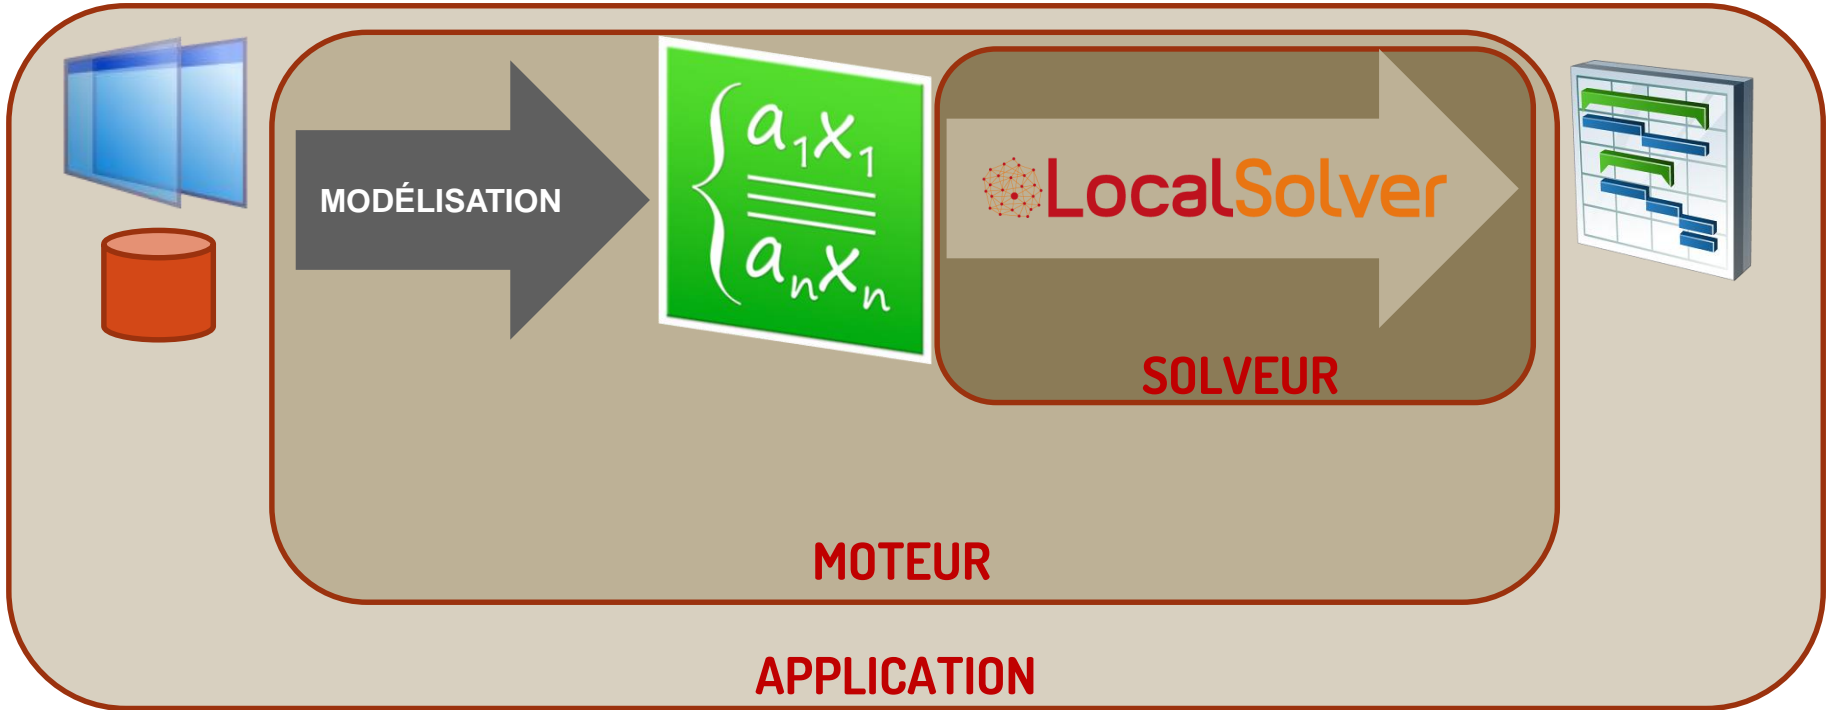 MODÉLISATION
a₁x₁
aₙxₙ
LocalSolver
SOLVEUR
MOTEUR
APPLICATION